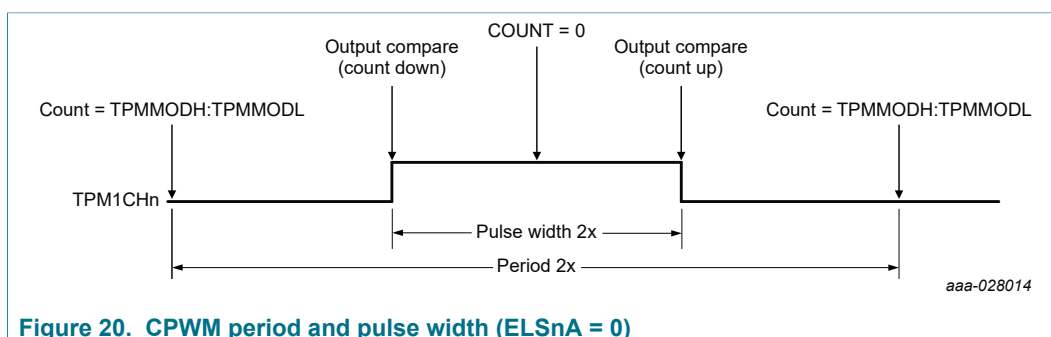 COUNT = 0
Output compare
(count down)
Output compare
(count up)
Count = TPMMODH:TPMMODL
Count = TPMMODH:TPMMODL
TPM1CHn
Pulse width 2x
Period 2x
aaa-028014
Figure 20. CPWM period and pulse width (ELSnA = 0)